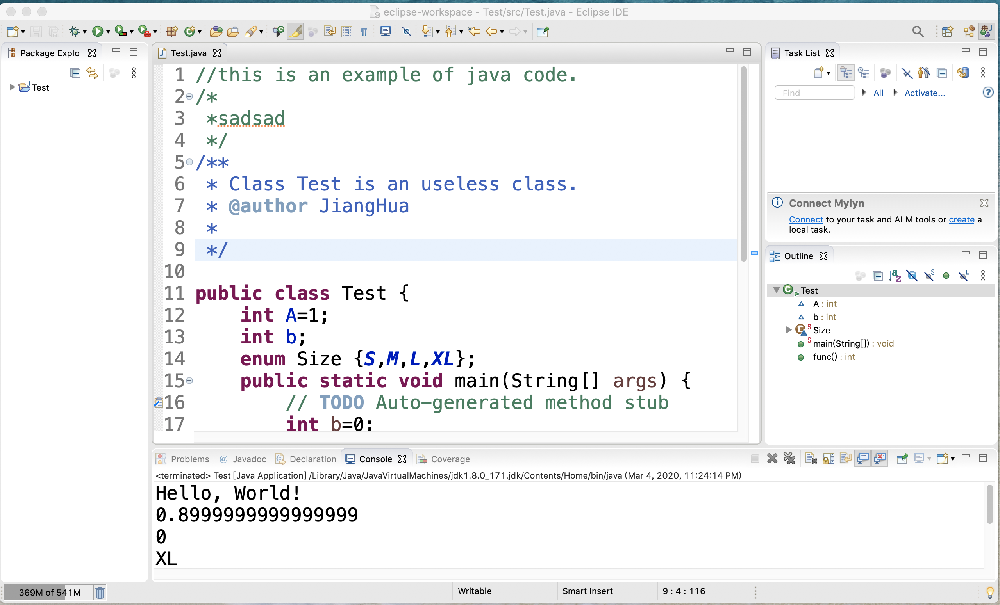 eclipse-workspace - Test/src/Test.java - Eclipse IDE
Package Explo
Test
Test.java
1 //this is an example of java code.
2 /*
3  *sadsad
4  */
5 /**
6  * Class Test is an useless class.
7  * @author JiangHua
8  *
9  */
10
11 public class Test {
12     int A=1;
13     int b;
14     enum Size {S,M,L,XL};
15     public static void main(String[] args) {
16         // TODO Auto-generated method stub
17         int b=0;
Task List
Find
All
Activate...
Connect Mylyn
Connect to your task and ALM tools or create a
local task.
Outline
Test
A : int
b : int
Size
main(String[]) : void
func() : int
Problems
Javadoc
Declaration
Console
Coverage
<terminated> Test [Java Application] /Library/Java/JavaVirtualMachines/jdk1.8.0_171.jdk/Contents/Home/bin/java (Mar 4, 2020, 11:24:14 PM)
Hello, World!
0.8999999999999999
0
XL
369M of 541M
Writable
Smart Insert
9 : 4 : 116